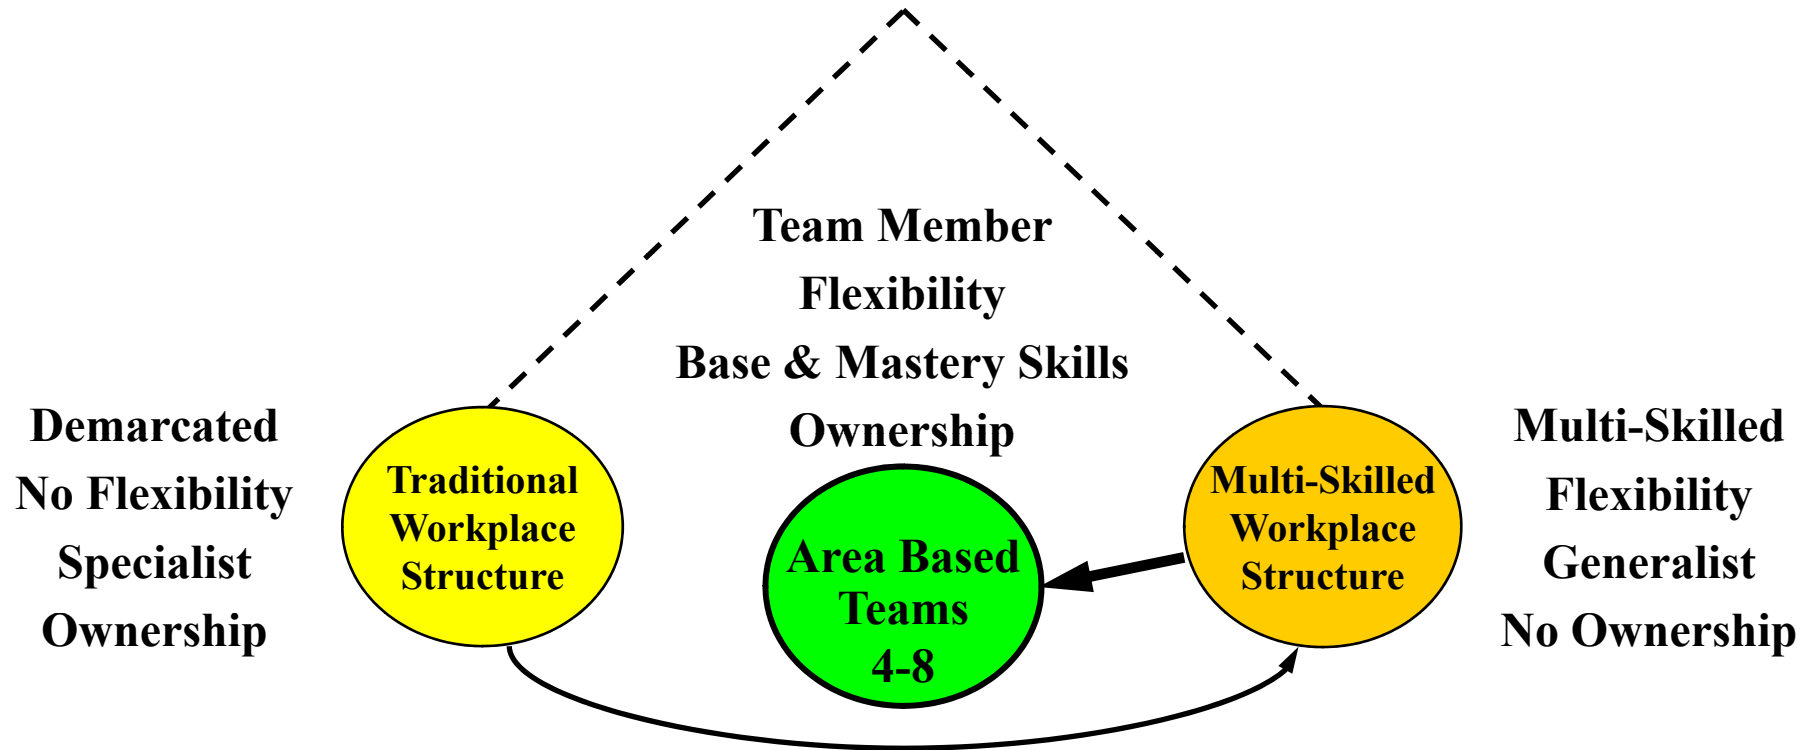 Team Member
Flexibility
Base & Mastery Skills
Ownership
Demarcated
No Flexibility
Specialist
Ownership
Traditional
Workplace
Structure
Area Based
Teams
4-8
Multi-Skilled
Workplace
Structure
Multi-Skilled
Flexibility
Generalist
No Ownership